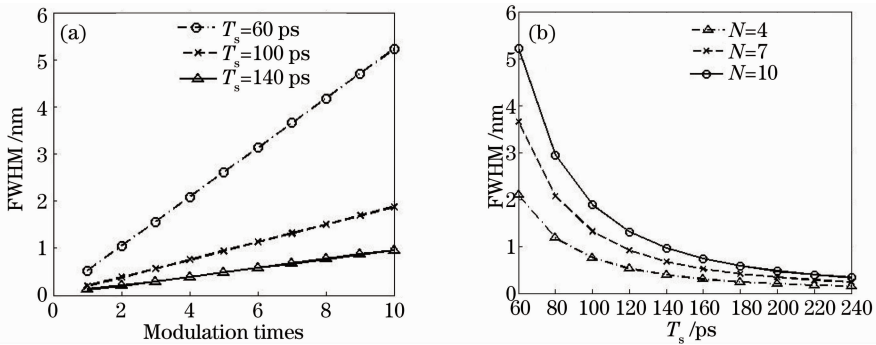 (a)
T_s=60 ps
T_s=100 ps
T_s=140 ps
FWHM /nm
6
5
4
3
2
1
0
2
4
6
8
10
Modulation times
(b)
N=4
N=7
N=10
FWHM /nm
6
5
4
3
2
1
0
60
80
100
120
140
160
180
200
220
240
T_s /ps